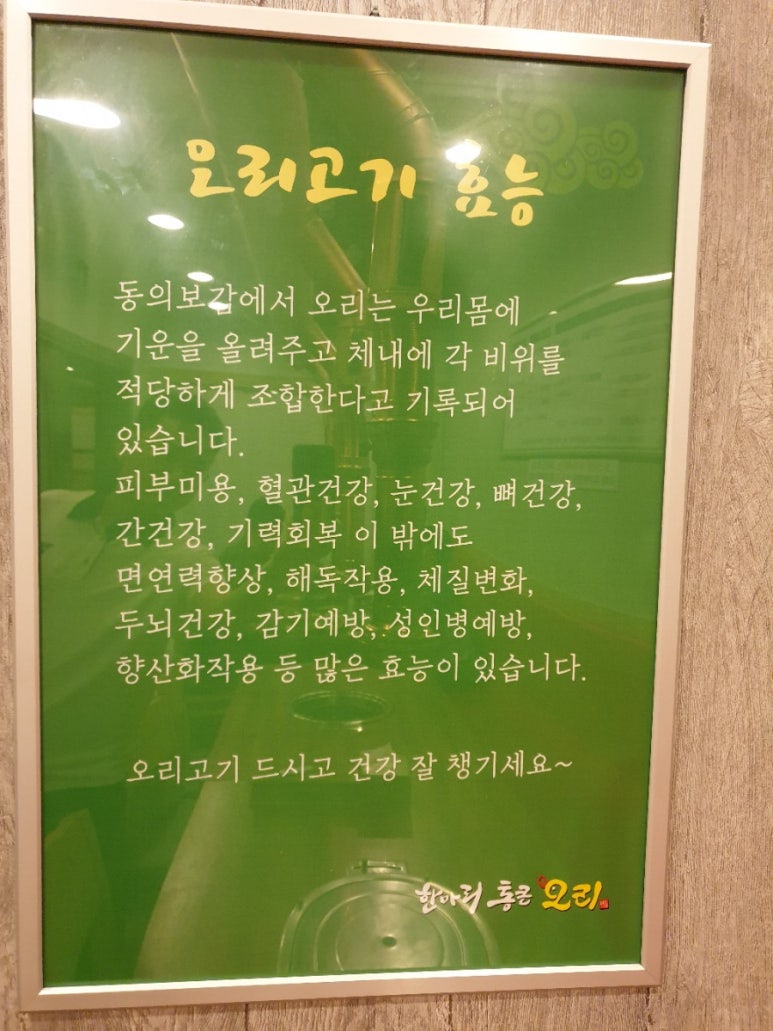 오리고기 효능
동의보감에서 오리는 우리몸에
기운을 올려주고 체내에 각 비위를
적당하게 조합한다고 기록되어
있습니다.
피부미용, 혈관건강, 눈건강, 뼈건강,
간건강, 기력회복 이 밖에도
면연력향상, 해독작용, 체질변화,
두뇌건강, 감기예방, 성인병예방,
향산화작용 등 많은 효능이 있습니다.
오리고기 드시고 건강 잘 챙기세요~
한마리 통큰 오리